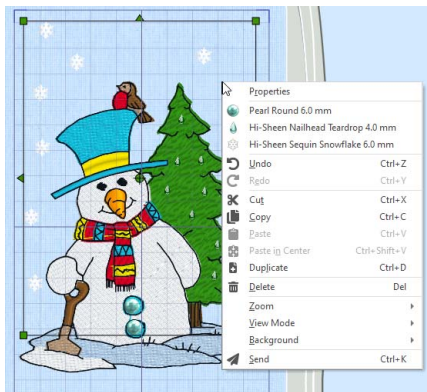 Properties
Pearl Round 6.0 mm
Hi-Sheen Nailhead Teardrop 4.0 mm
Hi-Sheen Sequin Snowflake 6.0 mm
Undo Ctrl+Z
Redo Ctrl+Y
Cut Ctrl+X
Copy Ctrl+C
Paste Ctrl+V
Paste in Center Ctrl+Shift+V
Duplicate Ctrl+D
Delete Del
Zoom
View Mode
Background
Send Ctrl+K